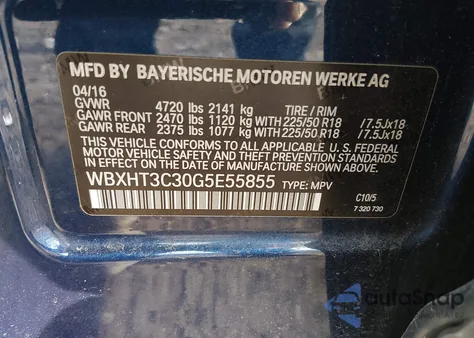 MFD BY BAYERISCHE MOTOREN WERKE AG
04/16
GVWR 4720 lbs 2141 kg TIRE / RIM
GAWR FRONT 2470 lbs 1120 kg WITH 225/50 R18 /7.5Jx18
GAWR REAR 2375 lbs 1077 kg WITH 225/50 R18 /7.5Jx18
THIS VEHICLE CONFORMS TO ALL APPLICABLE U.S. FEDERAL
MOTOR VEHICLE SAFETY, BUMPER, AND THEFT PREVENTION
STANDARDS IN EFFECT ON THE DATE OF MANUFACTURE SHOWN ABOVE.
WBXHT3C30G5E55855 TYPE: MPV
C10/5
7 320 730
autoSnap